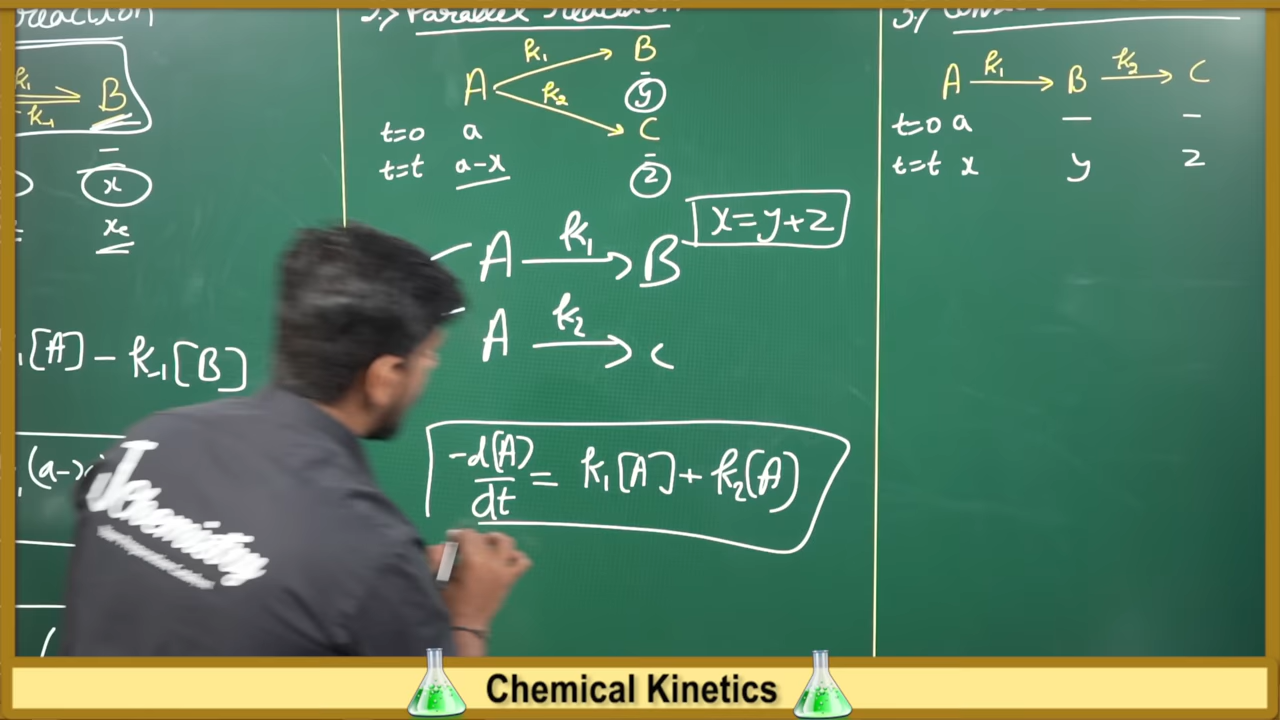 reaction
k₁
k₋₁
B
–
x
xₑ
₁[A] – k₋₁[B]
(a–
2.) Parallel reaction
A
k₁
B
–
y
k₂
C
–
z
t=0 a
t=t a-x
x = y+z
A k₁→ B
A k₂→ C
-d[A]/dt = k₁[A] + k₂[A]
3.)
A k₁→ B k₂→ C
t=0 a – –
t=t x y z
Jchemistry
Chemical Kinetics